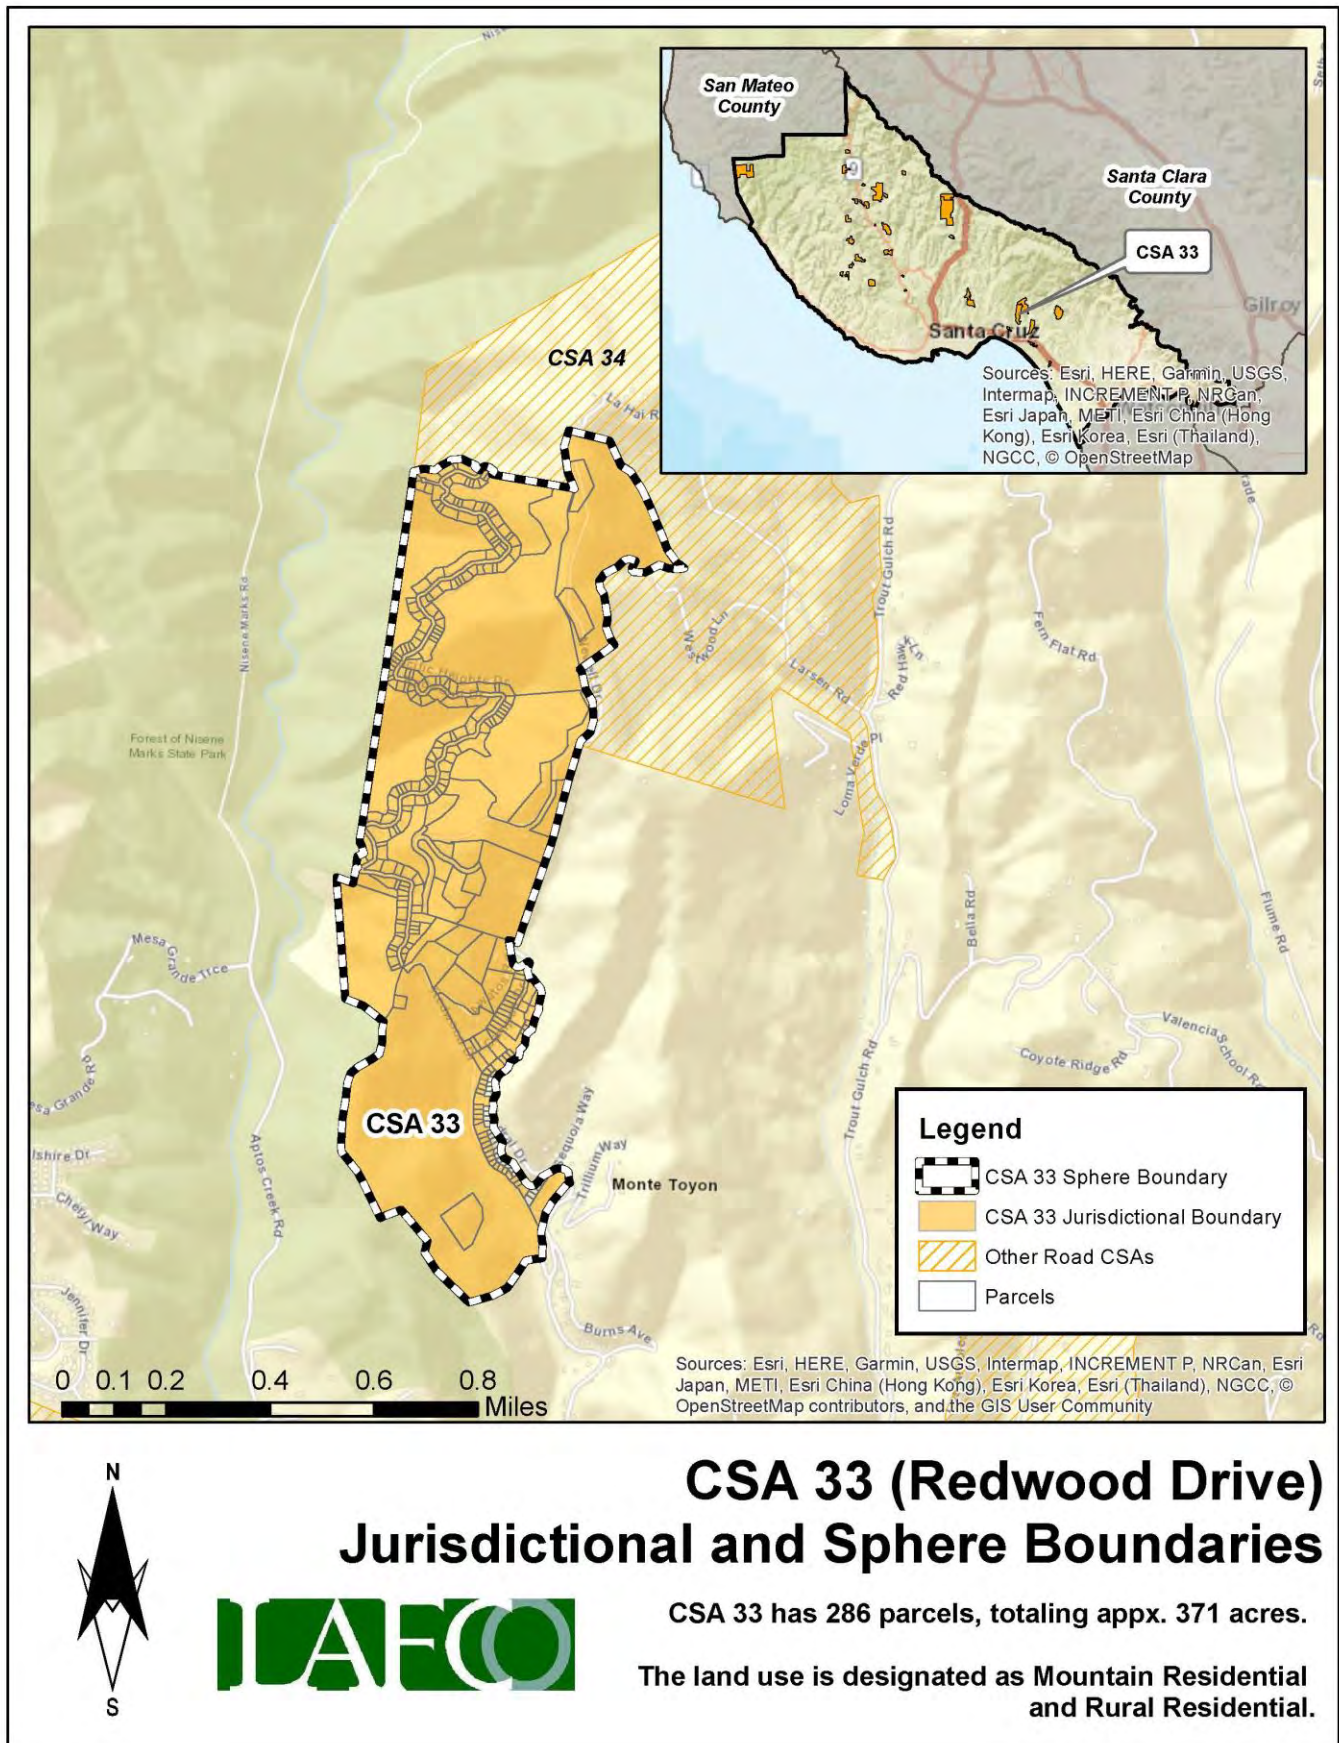 San Mateo
County
Santa Clara
County
9
CSA 33
Gilroy
Santa Cruz
Sources: Esri, HERE, Garmin, USGS,
Intermap, INCREMENT P, NRCan,
Esri Japan, METI, Esri China (Hong
Kong), Esri Korea, Esri (Thailand),
NGCC, © OpenStreetMap
CSA 34
La Hai R
Trout Gulch Rd
Nisene Marks Rd
Westwood Ln
Red Hawk Ln
Fern Flat Rd
Larsen Rd
Forest of Nisene
Marks State Park
Loma Verde Pl
Bella Rd
Flume Rd
Mesa Grande Trce
Valencia School R
Coyote Ridge Rd
esa Grande Rd
Trout Gulch Rd
CSA 33
Sequoia Way
Trillium Way
Monte Toyon
lshire Dr
Chery Way
Aptos Creek Rd
Jennifer Dr
Burns Ave
Legend
CSA 33 Sphere Boundary
CSA 33 Jurisdictional Boundary
Other Road CSAs
Parcels
Sources: Esri, HERE, Garmin, USGS, Intermap, INCREMENT P, NRCan, Esri
Japan, METI, Esri China (Hong Kong), Esri Korea, Esri (Thailand), NGCC, ©
OpenStreetMap contributors, and the GIS User Community
0 0.1 0.2 0.4 0.6 0.8
Miles
N
S
CSA 33 (Redwood Drive)
Jurisdictional and Sphere Boundaries
LAFCO
CSA 33 has 286 parcels, totaling appx. 371 acres.
The land use is designated as Mountain Residential
and Rural Residential.